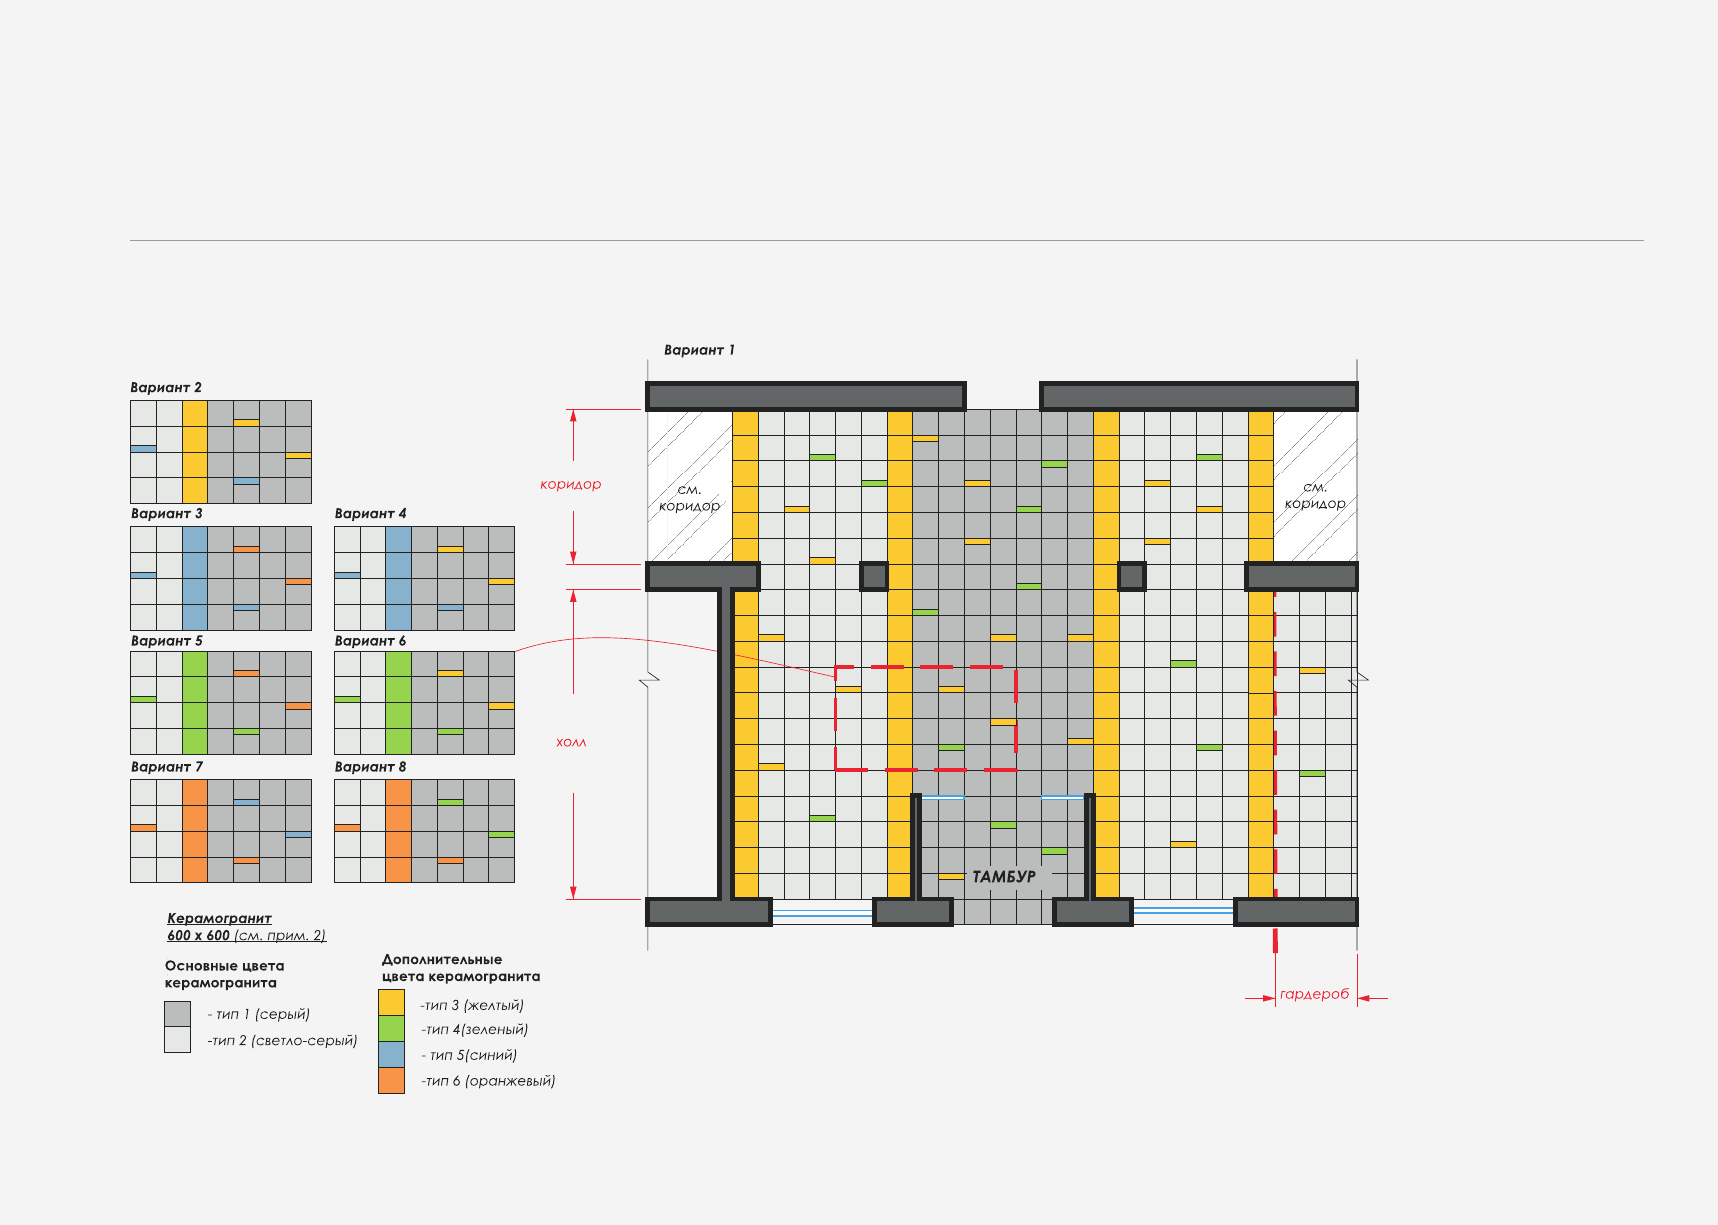 Вариант 1
Вариант 2
Вариант 3
Вариант 4
Вариант 5
Вариант 6
Вариант 7
Вариант 8
коридор
холл
см.
коридор
см.
коридор
ТАМБУР
гардероб
Керамогранит
600 х 600 (см. прим. 2)
Основные цвета
керамогранита
- тип 1 (серый)
-тип 2 (светло-серый)
Дополнительные
цвета керамогранита
-тип 3 (желтый)
-тип 4(зеленый)
- тип 5(синий)
-тип 6 (оранжевый)